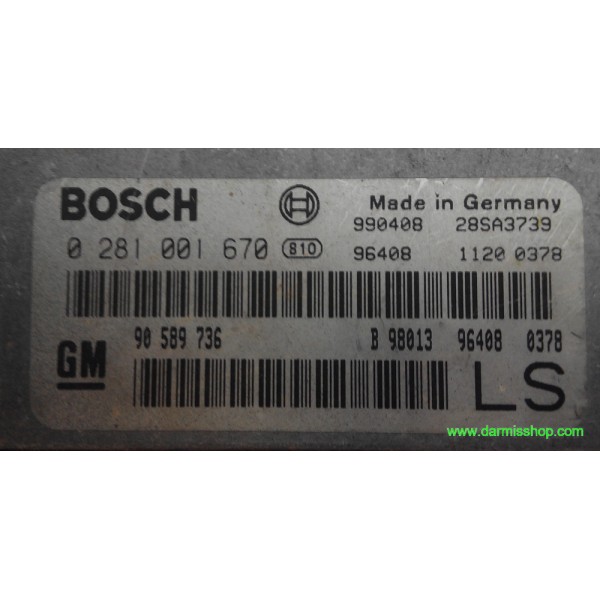 BOSCH Made in Germany
990408 28SA3739
0 281 001 670 810 96408 1120 0378
GM 90 589 736 B 98013 96408 0378
LS
www.darmisshop.com